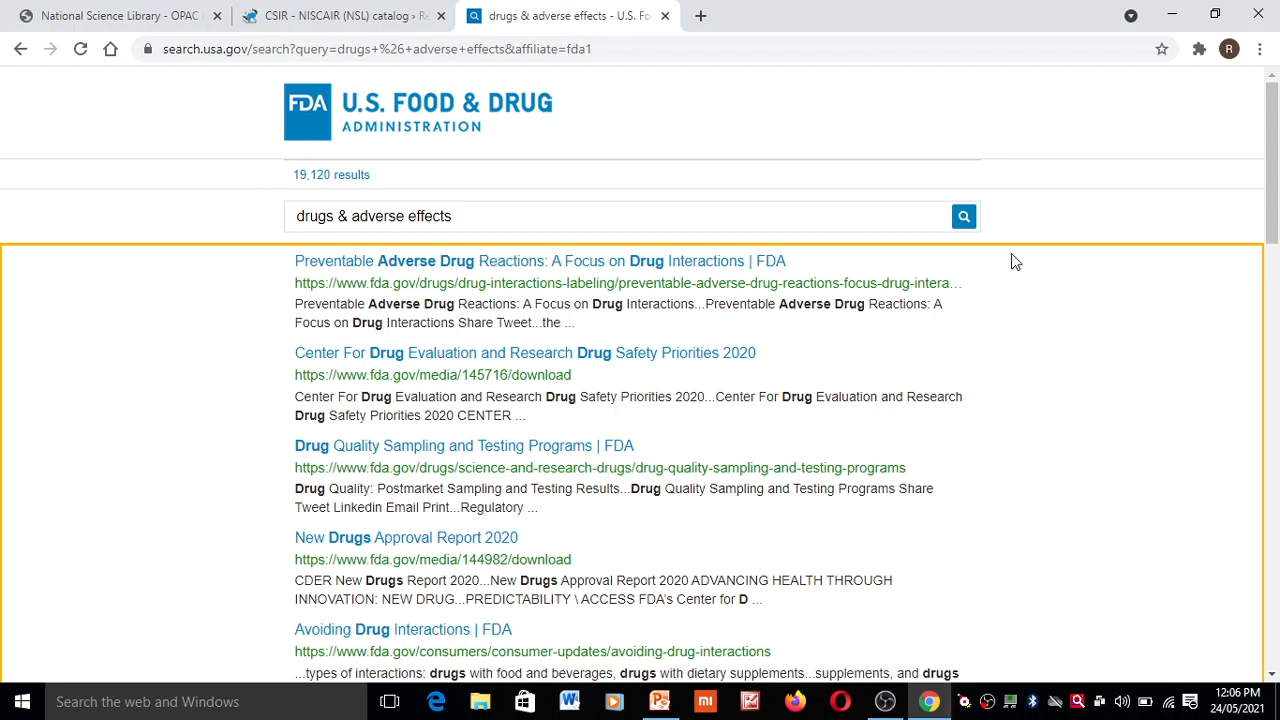 National Science Library - OPAC
CSIR - NISCAIR (NSL) catalog › Re
drugs & adverse effects - U.S. Fo
search.usa.gov/search?query=drugs+%26+adverse+effects&affiliate=fda1
R
FDA
U.S. FOOD & DRUG
ADMINISTRATION
19,120 results
drugs & adverse effects
Preventable Adverse Drug Reactions: A Focus on Drug Interactions | FDA
https://www.fda.gov/drugs/drug-interactions-labeling/preventable-adverse-drug-reactions-focus-drug-intera...
Preventable Adverse Drug Reactions: A Focus on Drug Interactions...Preventable Adverse Drug Reactions: A
Focus on Drug Interactions Share Tweet...the ...
Center For Drug Evaluation and Research Drug Safety Priorities 2020
https://www.fda.gov/media/145716/download
Center For Drug Evaluation and Research Drug Safety Priorities 2020...Center For Drug Evaluation and Research
Drug Safety Priorities 2020 CENTER ...
Drug Quality Sampling and Testing Programs | FDA
https://www.fda.gov/drugs/science-and-research-drugs/drug-quality-sampling-and-testing-programs
Drug Quality: Postmarket Sampling and Testing Results...Drug Quality Sampling and Testing Programs Share
Tweet Linkedin Email Print...Regulatory ...
New Drugs Approval Report 2020
https://www.fda.gov/media/144982/download
CDER New Drugs Report 2020...New Drugs Approval Report 2020 ADVANCING HEALTH THROUGH
INNOVATION: NEW DRUG...PREDICTABILITY \ ACCESS FDA's Center for D ...
Avoiding Drug Interactions | FDA
https://www.fda.gov/consumers/consumer-updates/avoiding-drug-interactions
...types of interactions: drugs with food and beverages, drugs with dietary supplements...supplements, and drugs
Search the web and Windows
12:06 PM
24/05/2021